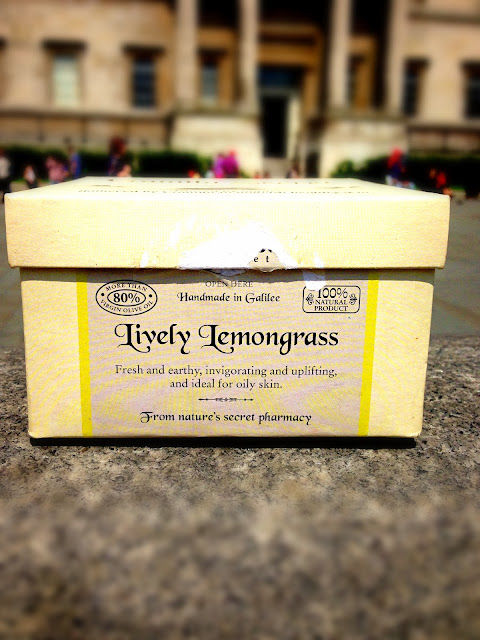 et
OPEN HERE
MORE THAN
80%
VIRGIN OLIVE OIL
Handmade in Galilee
100%
NATURAL
PRODUCT
Lively Lemongrass
Fresh and earthy, invigorating and uplifting,
and ideal for oily skin.
From nature's secret pharmacy